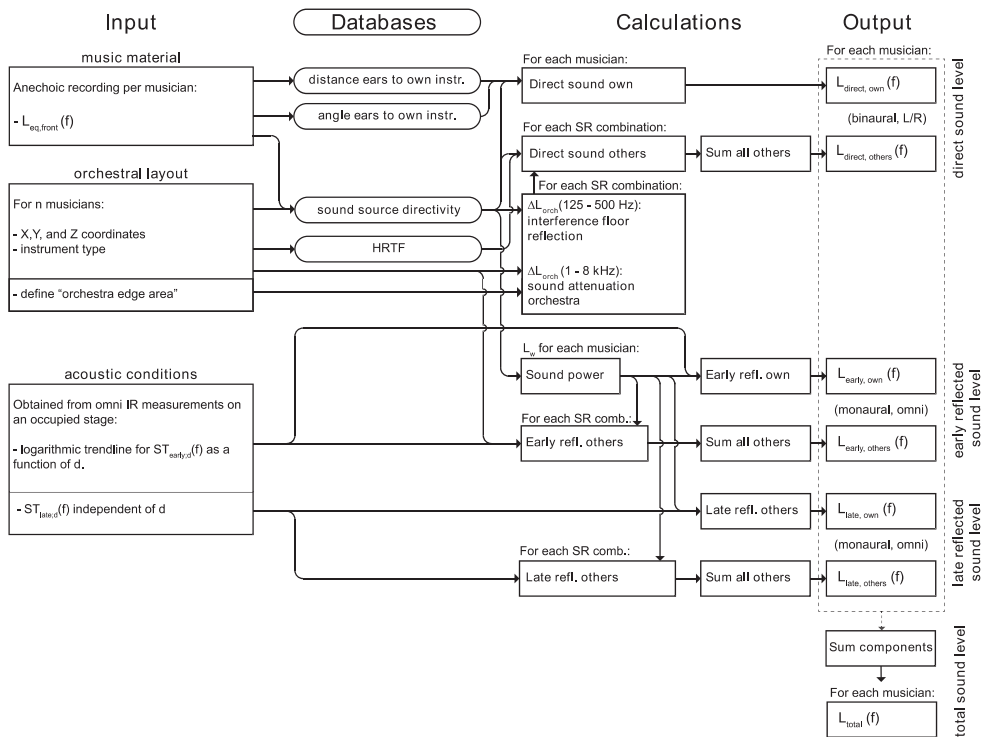 Input
Databases
Calculations
Output
music material
Anechoic recording per musician:
- Leq,front (f)
orchestral layout
For n musicians:
- X,Y, and Z coordinates
- instrument type
- define “orchestra edge area”
acoustic conditions
Obtained from omni IR measurements on
an occupied stage:
- logarithmic trendline for STearly;d(f) as a
function of d.
- STlate;d(f) independent of d
distance ears to own instr.
angle ears to own instr.
sound source directivity
HRTF
For each musician:
Direct sound own
For each SR combination:
Direct sound others
Sum all others
For each SR combination:
ΔLorch (125 - 500 Hz):
interference floor
reflection
ΔLorch (1 - 8 kHz):
sound attenuation
orchestra
Lw for each musician:
Sound power
Early refl. own
For each SR comb.:
Early refl. others
Sum all others
Late refl. others
For each SR comb.:
Late refl. others
Sum all others
For each musician:
Ldirect, own (f)
(binaural, L/R)
Ldirect, others (f)
Learly, own (f)
(monaural, omni)
Learly, others (f)
Llate, own (f)
(monaural, omni)
Llate, others (f)
Sum components
For each musician:
Ltotal (f)
direct sound level
early reflected
sound level
late reflected
sound level
total sound level